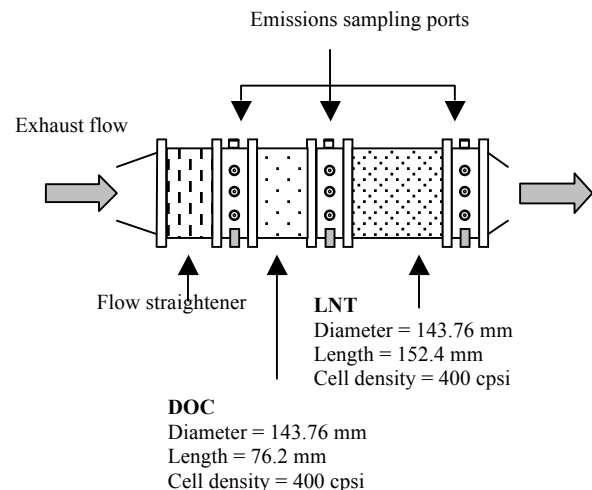 Emissions sampling ports
Exhaust flow
Flow straightener
LNT
Diameter = 143.76 mm
Length = 152.4 mm
Cell density = 400 cpsi
DOC
Diameter = 143.76 mm
Length = 76.2 mm
Cell density = 400 cpsi